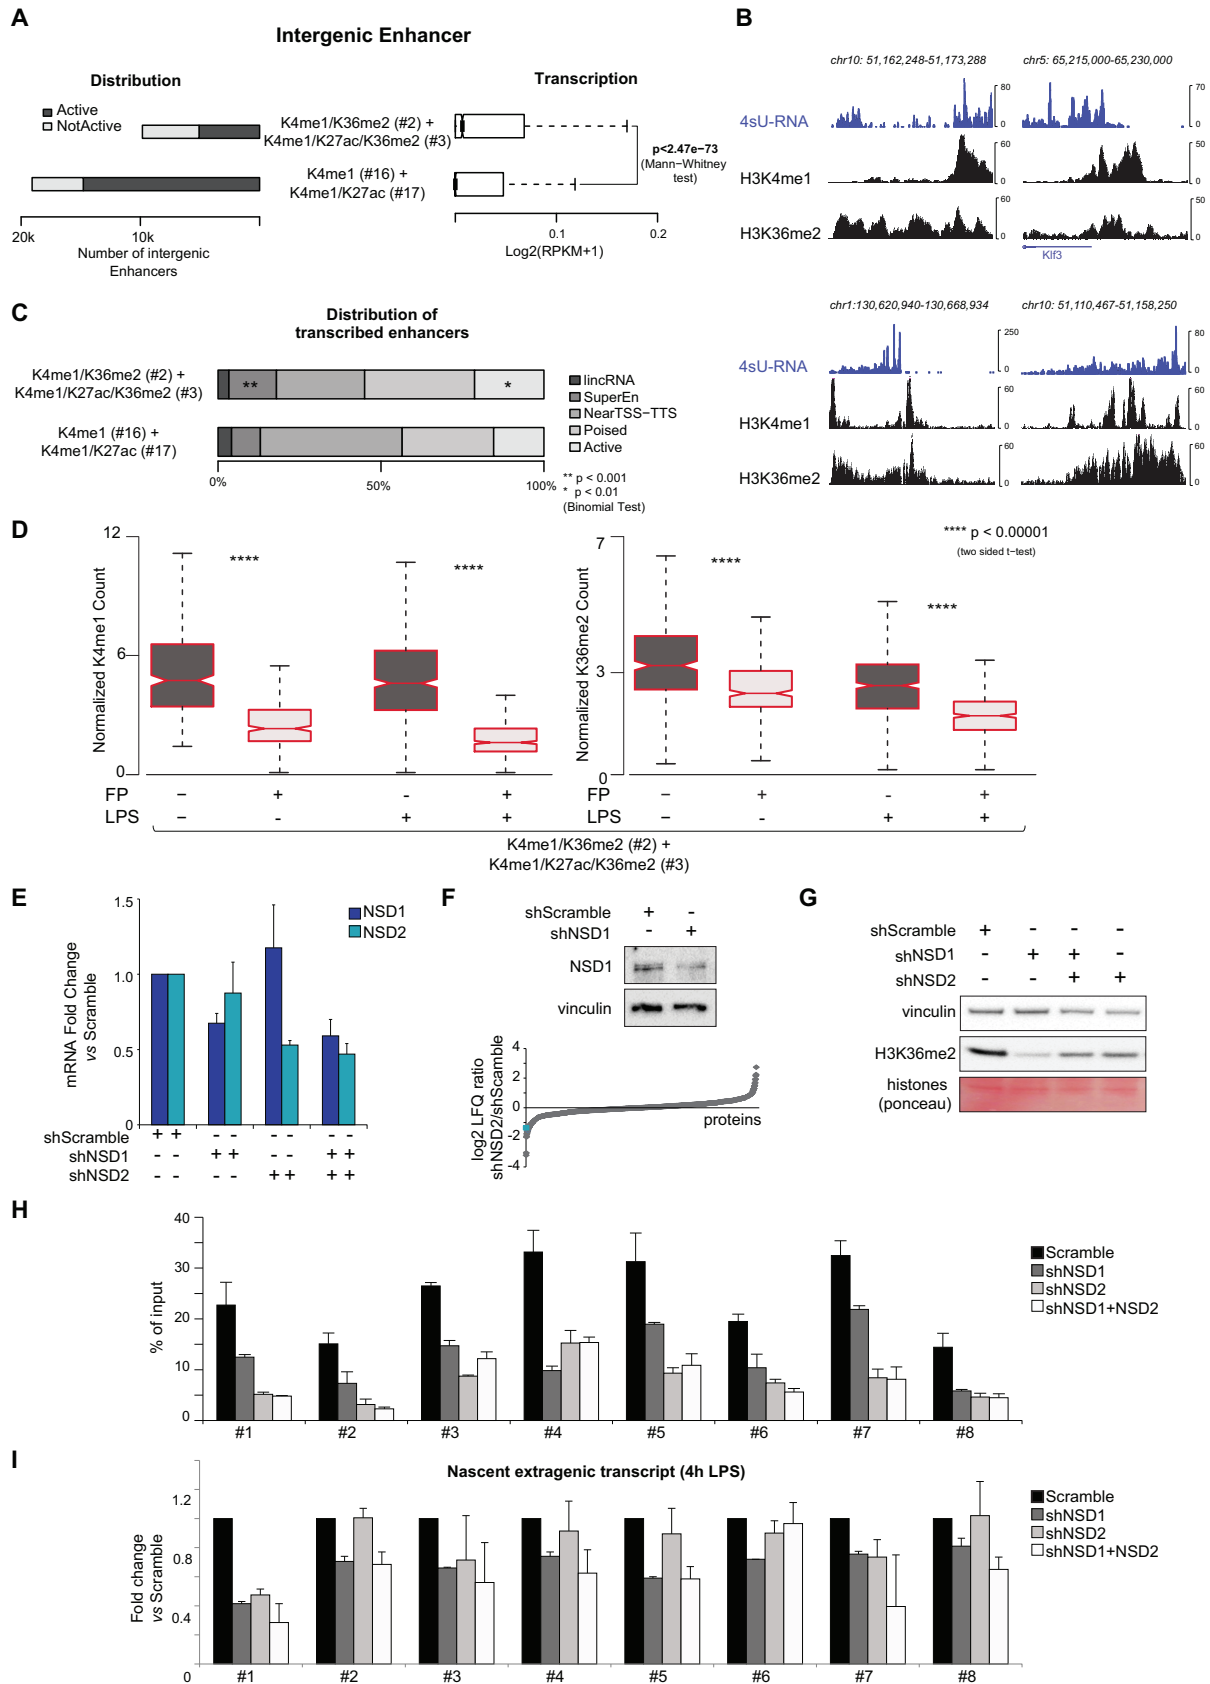 A
Intergenic Enhancer
Distribution
Transcription
Active
NotActive
K4me1/K36me2 (#2) +
K4me1/K27ac/K36me2 (#3)
K4me1 (#16) +
K4me1/K27ac (#17)
p<2.47e−73
(Mann−Whitney
test)
20k
10k
Number of intergenic
Enhancers
0.1
0.2
Log2(RPKM+1)
B
chr10: 51,162,248-51,173,288
chr5: 65,215,000-65,230,000
4sU-RNA
80
0
70
0
H3K4me1
60
0
50
0
H3K36me2
60
0
50
0
Klf3
chr1:130,620,940-130,668,934
chr10: 51,110,467-51,158,250
4sU-RNA
250
0
80
0
H3K4me1
60
0
60
0
H3K36me2
60
0
60
0
C
Distribution of
transcribed enhancers
K4me1/K36me2 (#2) +
K4me1/K27ac/K36me2 (#3)
**
*
K4me1 (#16) +
K4me1/K27ac
(#17)
0%
50%
100%
lincRNA
SuperEn
NearTSS−TTS
Poised
Active
** p < 0.001
* p < 0.01
(Binomial Test)
D
Normalized K4me1 Count
12
6
0
****
****
Normalized K36me2 Count
7
3
0
****
****
**** p < 0.00001
(two sided t−test)
FP − + - + − + - +
LPS − - + + − - + +
K4me1/K36me2 (#2) +
K4me1/K27ac/K36me2 (#3)
E
mRNA Fold Change
vs Scramble
1.5
1.0
0.5
0
NSD1
NSD2
shScramble + + - - - - - -
shNSD1 - - + + - - + +
shNSD2 - - - - + + + +
F
shScramble + -
shNSD1 - +
NSD1
vinculin
log2 LFQ ratio
shNSD2/shScamble
4
2
0
-2
-4
proteins
G
shScramble + - - -
shNSD1 - + + -
shNSD2 - - + +
vinculin
H3K36me2
histones
(ponceau)
H
% of input
40
30
20
10
0
#1 #2 #3 #4 #5 #6 #7 #8
Scramble
shNSD1
shNSD2
shNSD1+NSD2
I
Nascent extragenic transcript (4h LPS)
Fold change
vs Scramble
1.2
0.8
0.4
0
#1 #2 #3 #4 #5 #6 #7 #8
Scramble
shNSD1
shNSD2
shNSD1+NSD2